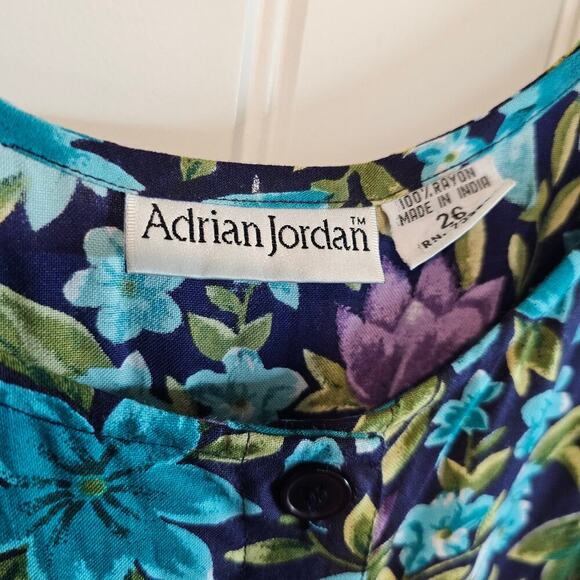 Adrian Jordan™
100% RAYON
MADE IN INDIA
26